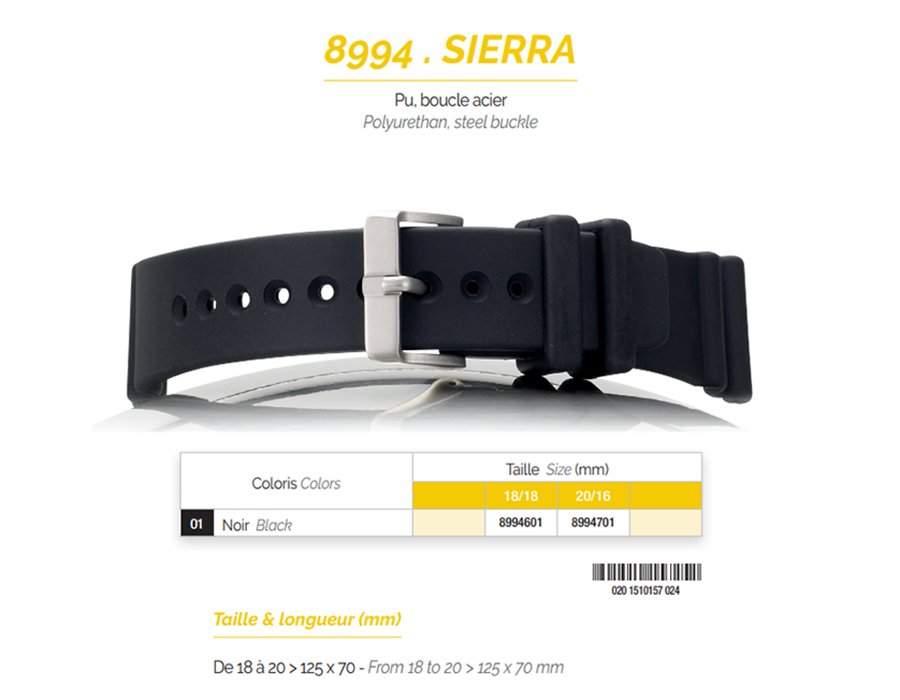 8994 . SIERRA
Pu, boucle acier
Polyurethan, steel buckle
Coloris Colors
Taille Size (mm)
18/18 20/16
01 Noir Black 8994601 8994701
020 1510157 024
Taille & longueur (mm)
De 18 à 20 > 125 x 70 - From 18 to 20 > 125 x 70 mm